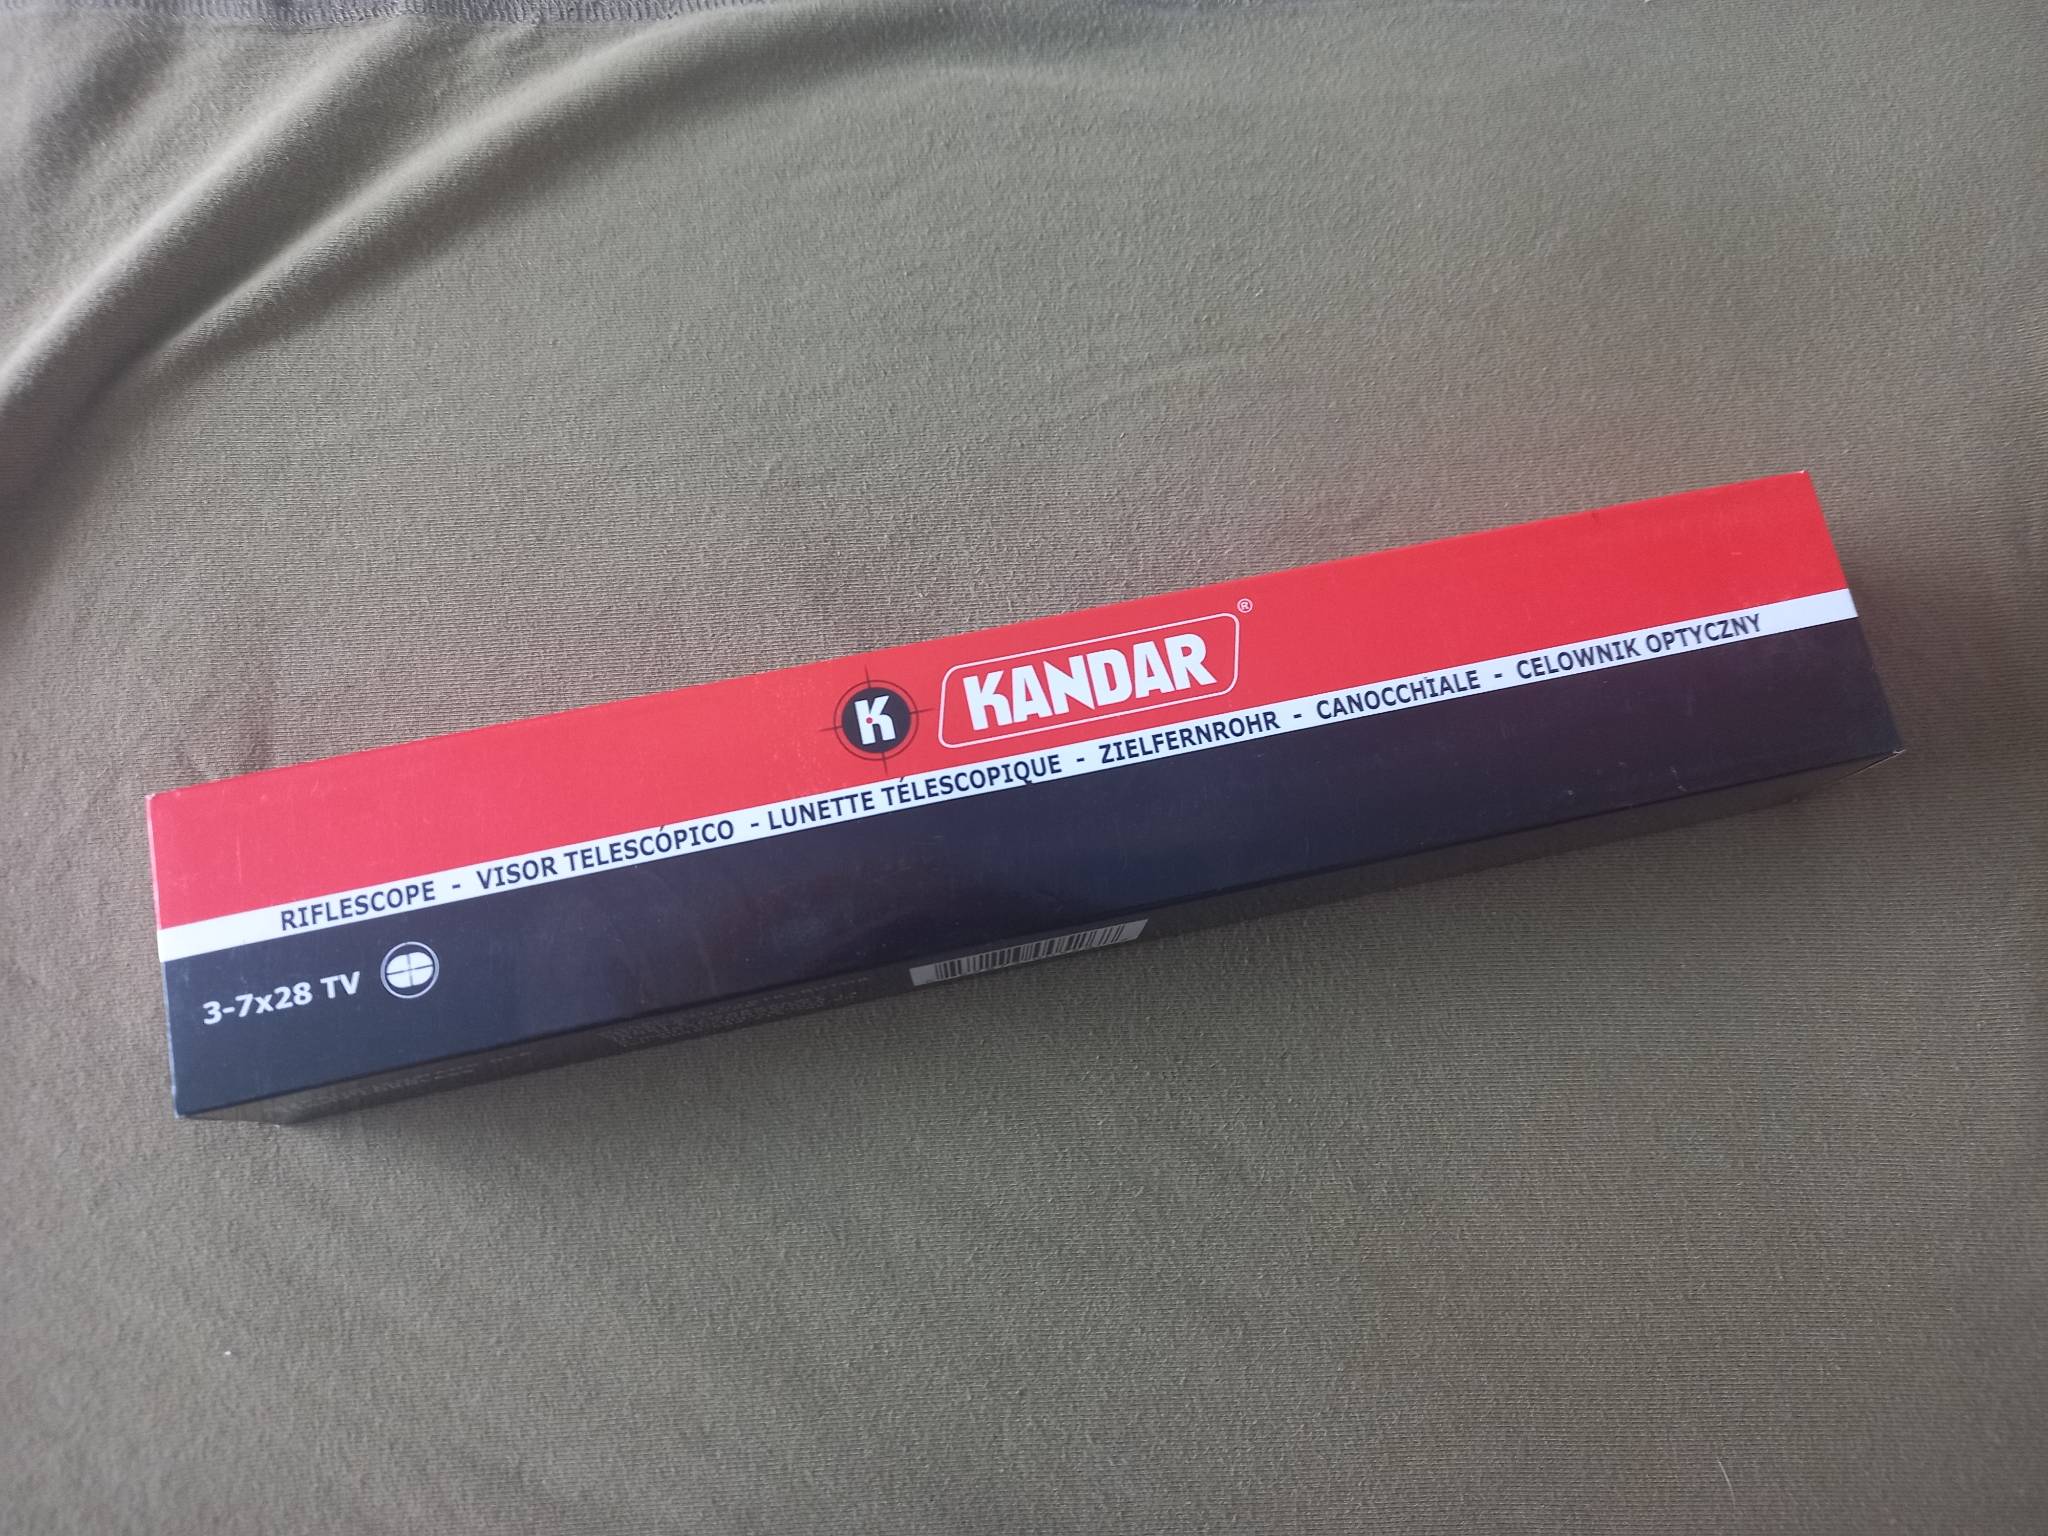 K KANDAR ®
RIFLESCOPE - VISOR TELESCÓPICO - LUNETTE TÉLESCOPIQUE - ZIELFERNROHR - CANOCCHIALE - CELOWNIK OPTYCZNY
3-7x28 TV